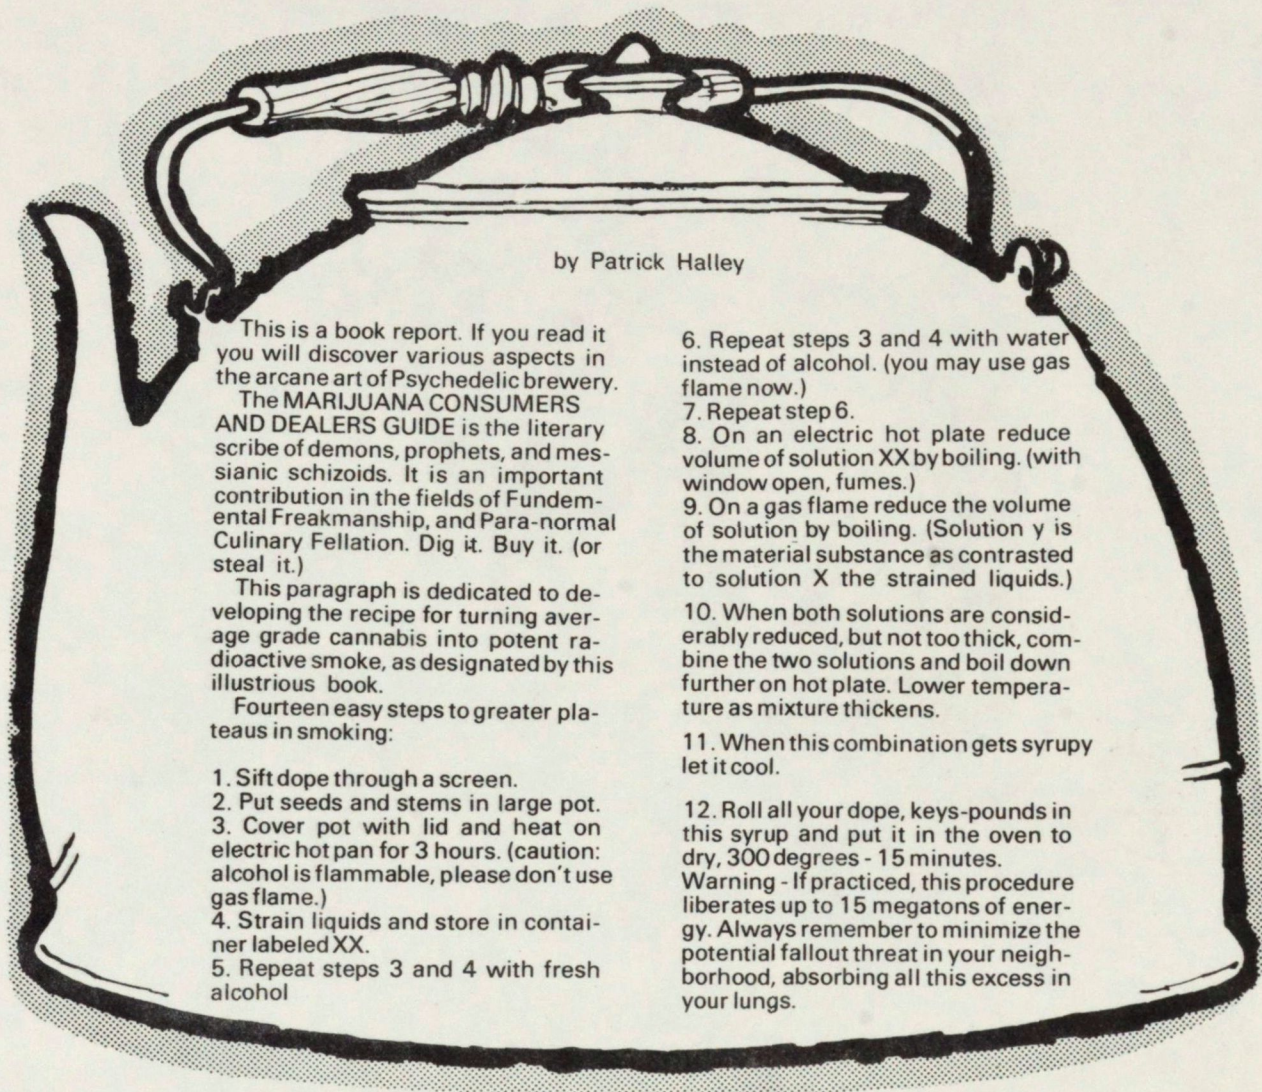 by Patrick Halley
This is a book report. If you read it
you will discover various aspects in
the arcane art of Psychedelic brewery.
The MARIJUANA CONSUMERS
AND DEALERS GUIDE is the literary
scribe of demons, prophets, and mes-
sianic schizoids. It is an important
contribution in the fields of Fundem-
ental Freakmanship, and Para-normal
Culinary Fellation. Dig it. Buy it. (or
steal it.)
This paragraph is dedicated to de-
veloping the recipe for turning aver-
age grade cannabis into potent ra-
dioactive smoke, as designated by this
illustrious book.
Fourteen easy steps to greater pla-
teaus in smoking:
1. Sift dope through a screen.
2. Put seeds and stems in large pot.
3. Cover pot with lid and heat on
electric hot pan for 3 hours. (caution:
alcohol is flammable, please don't use
gas flame.)
4. Strain liquids and store in contai-
ner labeled XX.
5. Repeat steps 3 and 4 with fresh
alcohol
6. Repeat steps 3 and 4 with water
instead of alcohol. (you may use gas
flame now.)
7. Repeat step 6.
8. On an electric hot plate reduce
volume of solution XX by boiling. (with
window open, fumes.)
9. On a gas flame reduce the volume
of solution by boiling. (Solution y is
the material substance as contrasted
to solution X the strained liquids.)
10. When both solutions are consid-
erably reduced, but not too thick, com-
bine the two solutions and boil down
further on hot plate. Lower tempera-
ture as mixture thickens.
11. When this combination gets syrupy
let it cool.
12. Roll all your dope, keys-pounds in
this syrup and put it in the oven to
dry, 300 degrees - 15 minutes.
Warning - If practiced, this procedure
liberates up to 15 megatons of ener-
gy. Always remember to minimize the
potential fallout threat in your neigh-
borhood, absorbing all this excess in
your lungs.